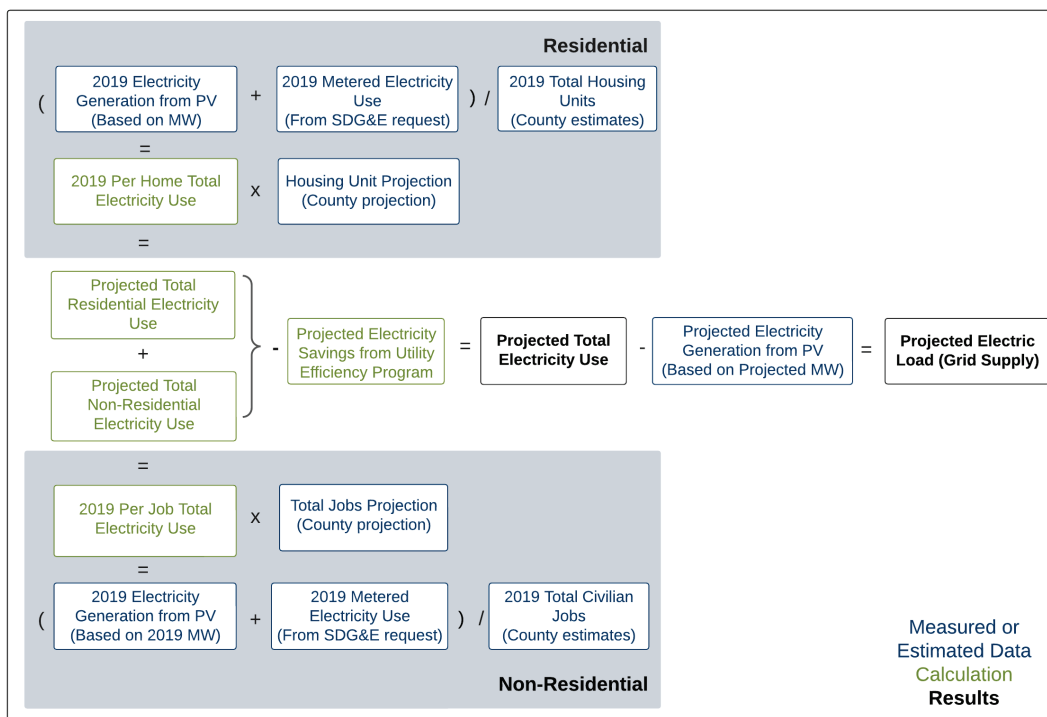 Residential
(
2019 Electricity
Generation from PV
(Based on MW)
+
2019 Metered Electricity
Use
(From SDG&E request)
) /
2019 Total Housing
Units
(County estimates)
=
2019 Per Home Total
Electricity Use
x
Housing Unit Projection
(County projection)
=
Projected Total
Residential Electricity
Use
+
Projected Total
Non-Residential
Electricity Use
-
Projected Electricity
Savings from Utility
Efficiency Program
=
Projected Total
Electricity Use
-
Projected Electricity
Generation from PV
(Based on Projected MW)
=
Projected Electric
Load (Grid Supply)
=
2019 Per Job Total
Electricity Use
x
Total Jobs Projection
(County projection)
=
(
2019 Electricity
Generation from PV
(Based on 2019 MW)
+
2019 Metered
Electricity Use
(From SDG&E request)
) /
2019 Total Civilian
Jobs
(County estimates)
Non-Residential
Measured or
Estimated Data
Calculation
Results